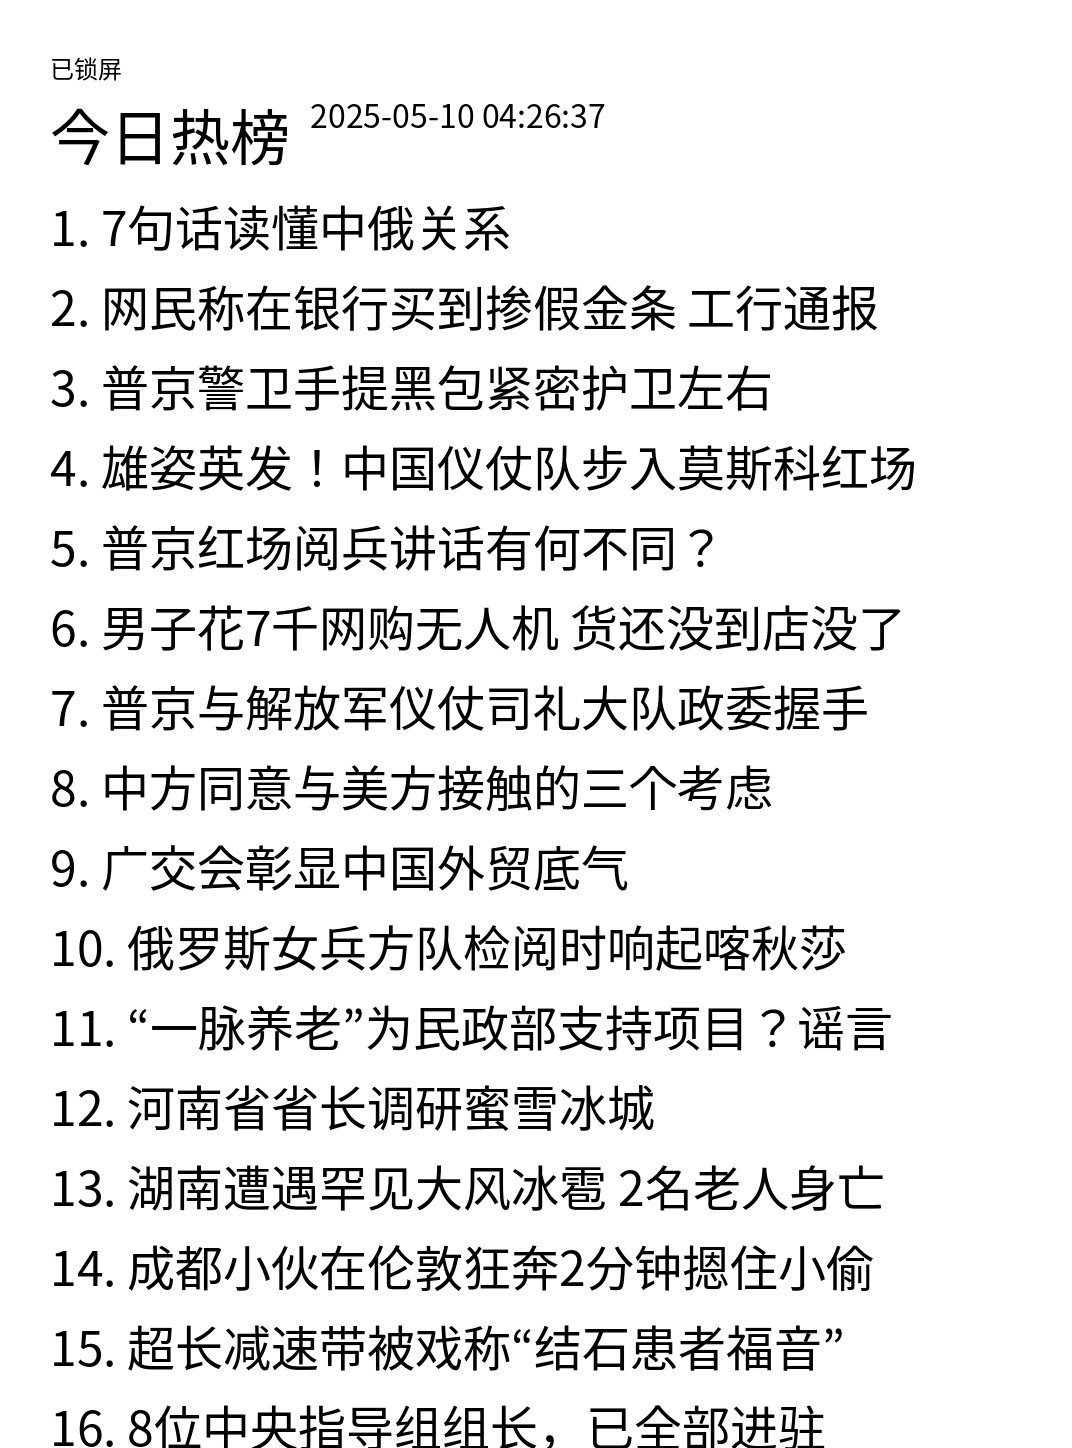 已锁屏
今日热榜 2025-05-10 04:26:37
1. 7句话读懂中俄关系
2. 网民称在银行买到掺假金条 工行通报
3. 普京警卫手提黑包紧密护卫左右
4. 雄姿英发！中国仪仗队步入莫斯科红场
5. 普京红场阅兵讲话有何不同？
6. 男子花7千网购无人机 货还没到店没了
7. 普京与解放军仪仗司礼大队政委握手
8. 中方同意与美方接触的三个考虑
9. 广交会彰显中国外贸底气
10. 俄罗斯女兵方队检阅时响起喀秋莎
11. “一脉养老”为民政部支持项目？谣言
12. 河南省省长调研蜜雪冰城
13. 湖南遭遇罕见大风冰雹 2名老人身亡
14. 成都小伙在伦敦狂奔2分钟摁住小偷
15. 超长减速带被戏称“结石患者福音”
16. 8位中央指导组组长，已全部进驻